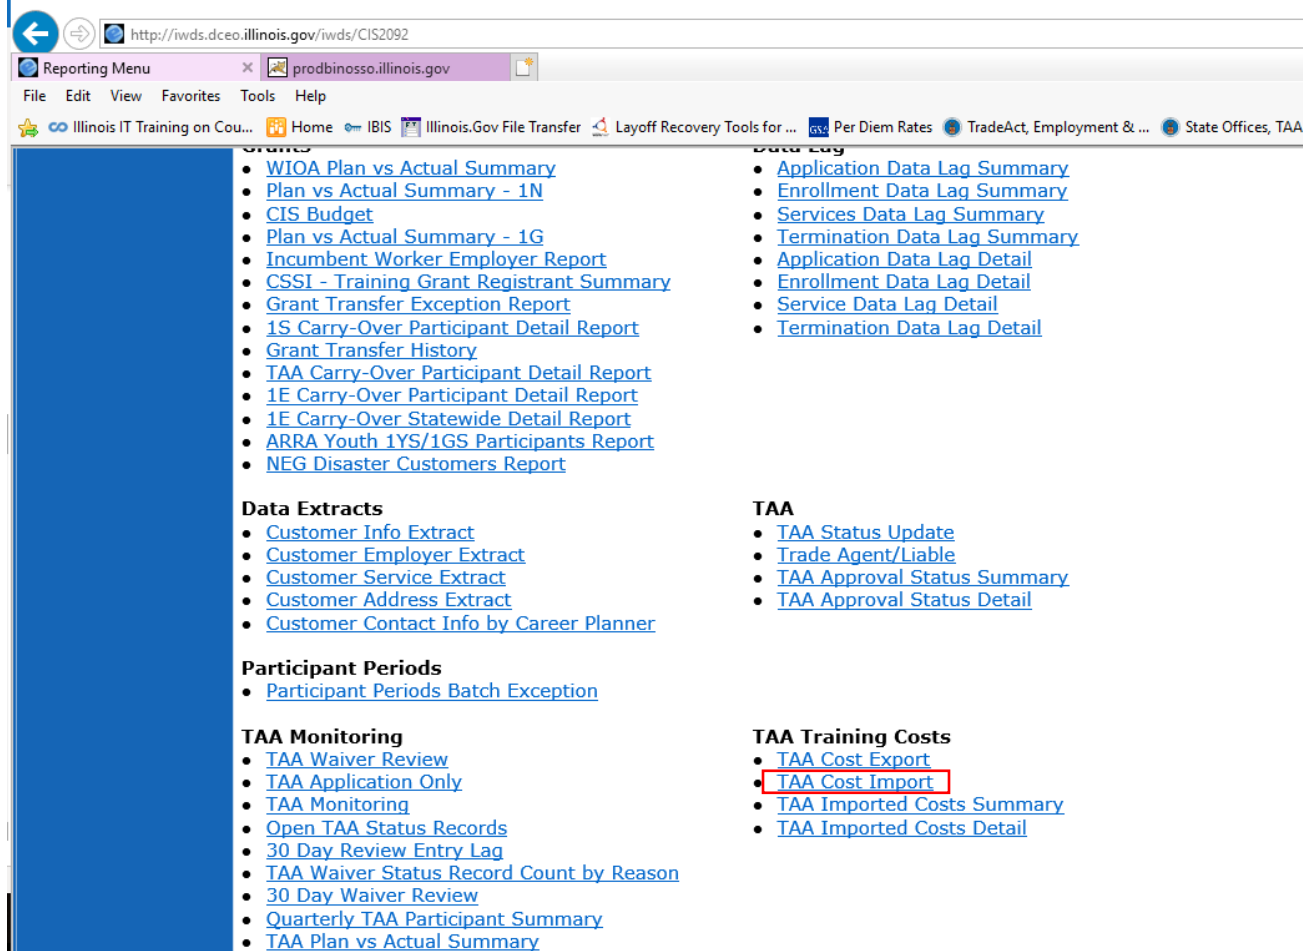 http://iwds.dceo.illinois.gov/iwds/CIS2092
Reporting Menu
prodbinosso.illinois.gov
File Edit View Favorites Tools Help
Illinois IT Training on Cou... Home IBIS Illinois.Gov File Transfer Layoff Recovery Tools for ... GSA Per Diem Rates TradeAct, Employment & ... State Offices, TAA
Grants
WIOA Plan vs Actual Summary
Plan vs Actual Summary - 1N
CIS Budget
Plan vs Actual Summary - 1G
Incumbent Worker Employer Report
CSSI - Training Grant Registrant Summary
Grant Transfer Exception Report
1S Carry-Over Participant Detail Report
Grant Transfer History
TAA Carry-Over Participant Detail Report
1E Carry-Over Participant Detail Report
1E Carry-Over Statewide Detail Report
ARRA Youth 1YS/1GS Participants Report
NEG Disaster Customers Report
Data Lag
Application Data Lag Summary
Enrollment Data Lag Summary
Services Data Lag Summary
Termination Data Lag Summary
Application Data Lag Detail
Enrollment Data Lag Detail
Service Data Lag Detail
Termination Data Lag Detail
Data Extracts
Customer Info Extract
Customer Employer Extract
Customer Service Extract
Customer Address Extract
Customer Contact Info by Career Planner
TAA
TAA Status Update
Trade Agent/Liable
TAA Approval Status Summary
TAA Approval Status Detail
Participant Periods
Participant Periods Batch Exception
TAA Monitoring
TAA Waiver Review
TAA Application Only
TAA Monitoring
Open TAA Status Records
30 Day Review Entry Lag
TAA Waiver Status Record Count by Reason
30 Day Waiver Review
Quarterly TAA Participant Summary
TAA Plan vs Actual Summary
TAA Training Costs
TAA Cost Export
TAA Cost Import
TAA Imported Costs Summary
TAA Imported Costs Detail